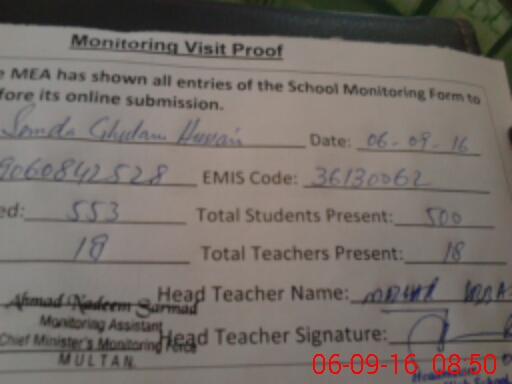 Monitoring Visit Proof
e MEA has shown all entries of the School Monitoring Form to
fore its online submission.
Ghulam Hussain Date: 06-09-16
9060842528 EMIS Code: 36130062
ed: 553 Total Students Present: 500
18 Total Teachers Present: 18
Head Teacher Name:
Ahmad Nadeem Sarmad
Monitoring Assistant
Chief Minister's Monitoring Force
Head Teacher Signature:
MULTAN.
06-09-16 08:50